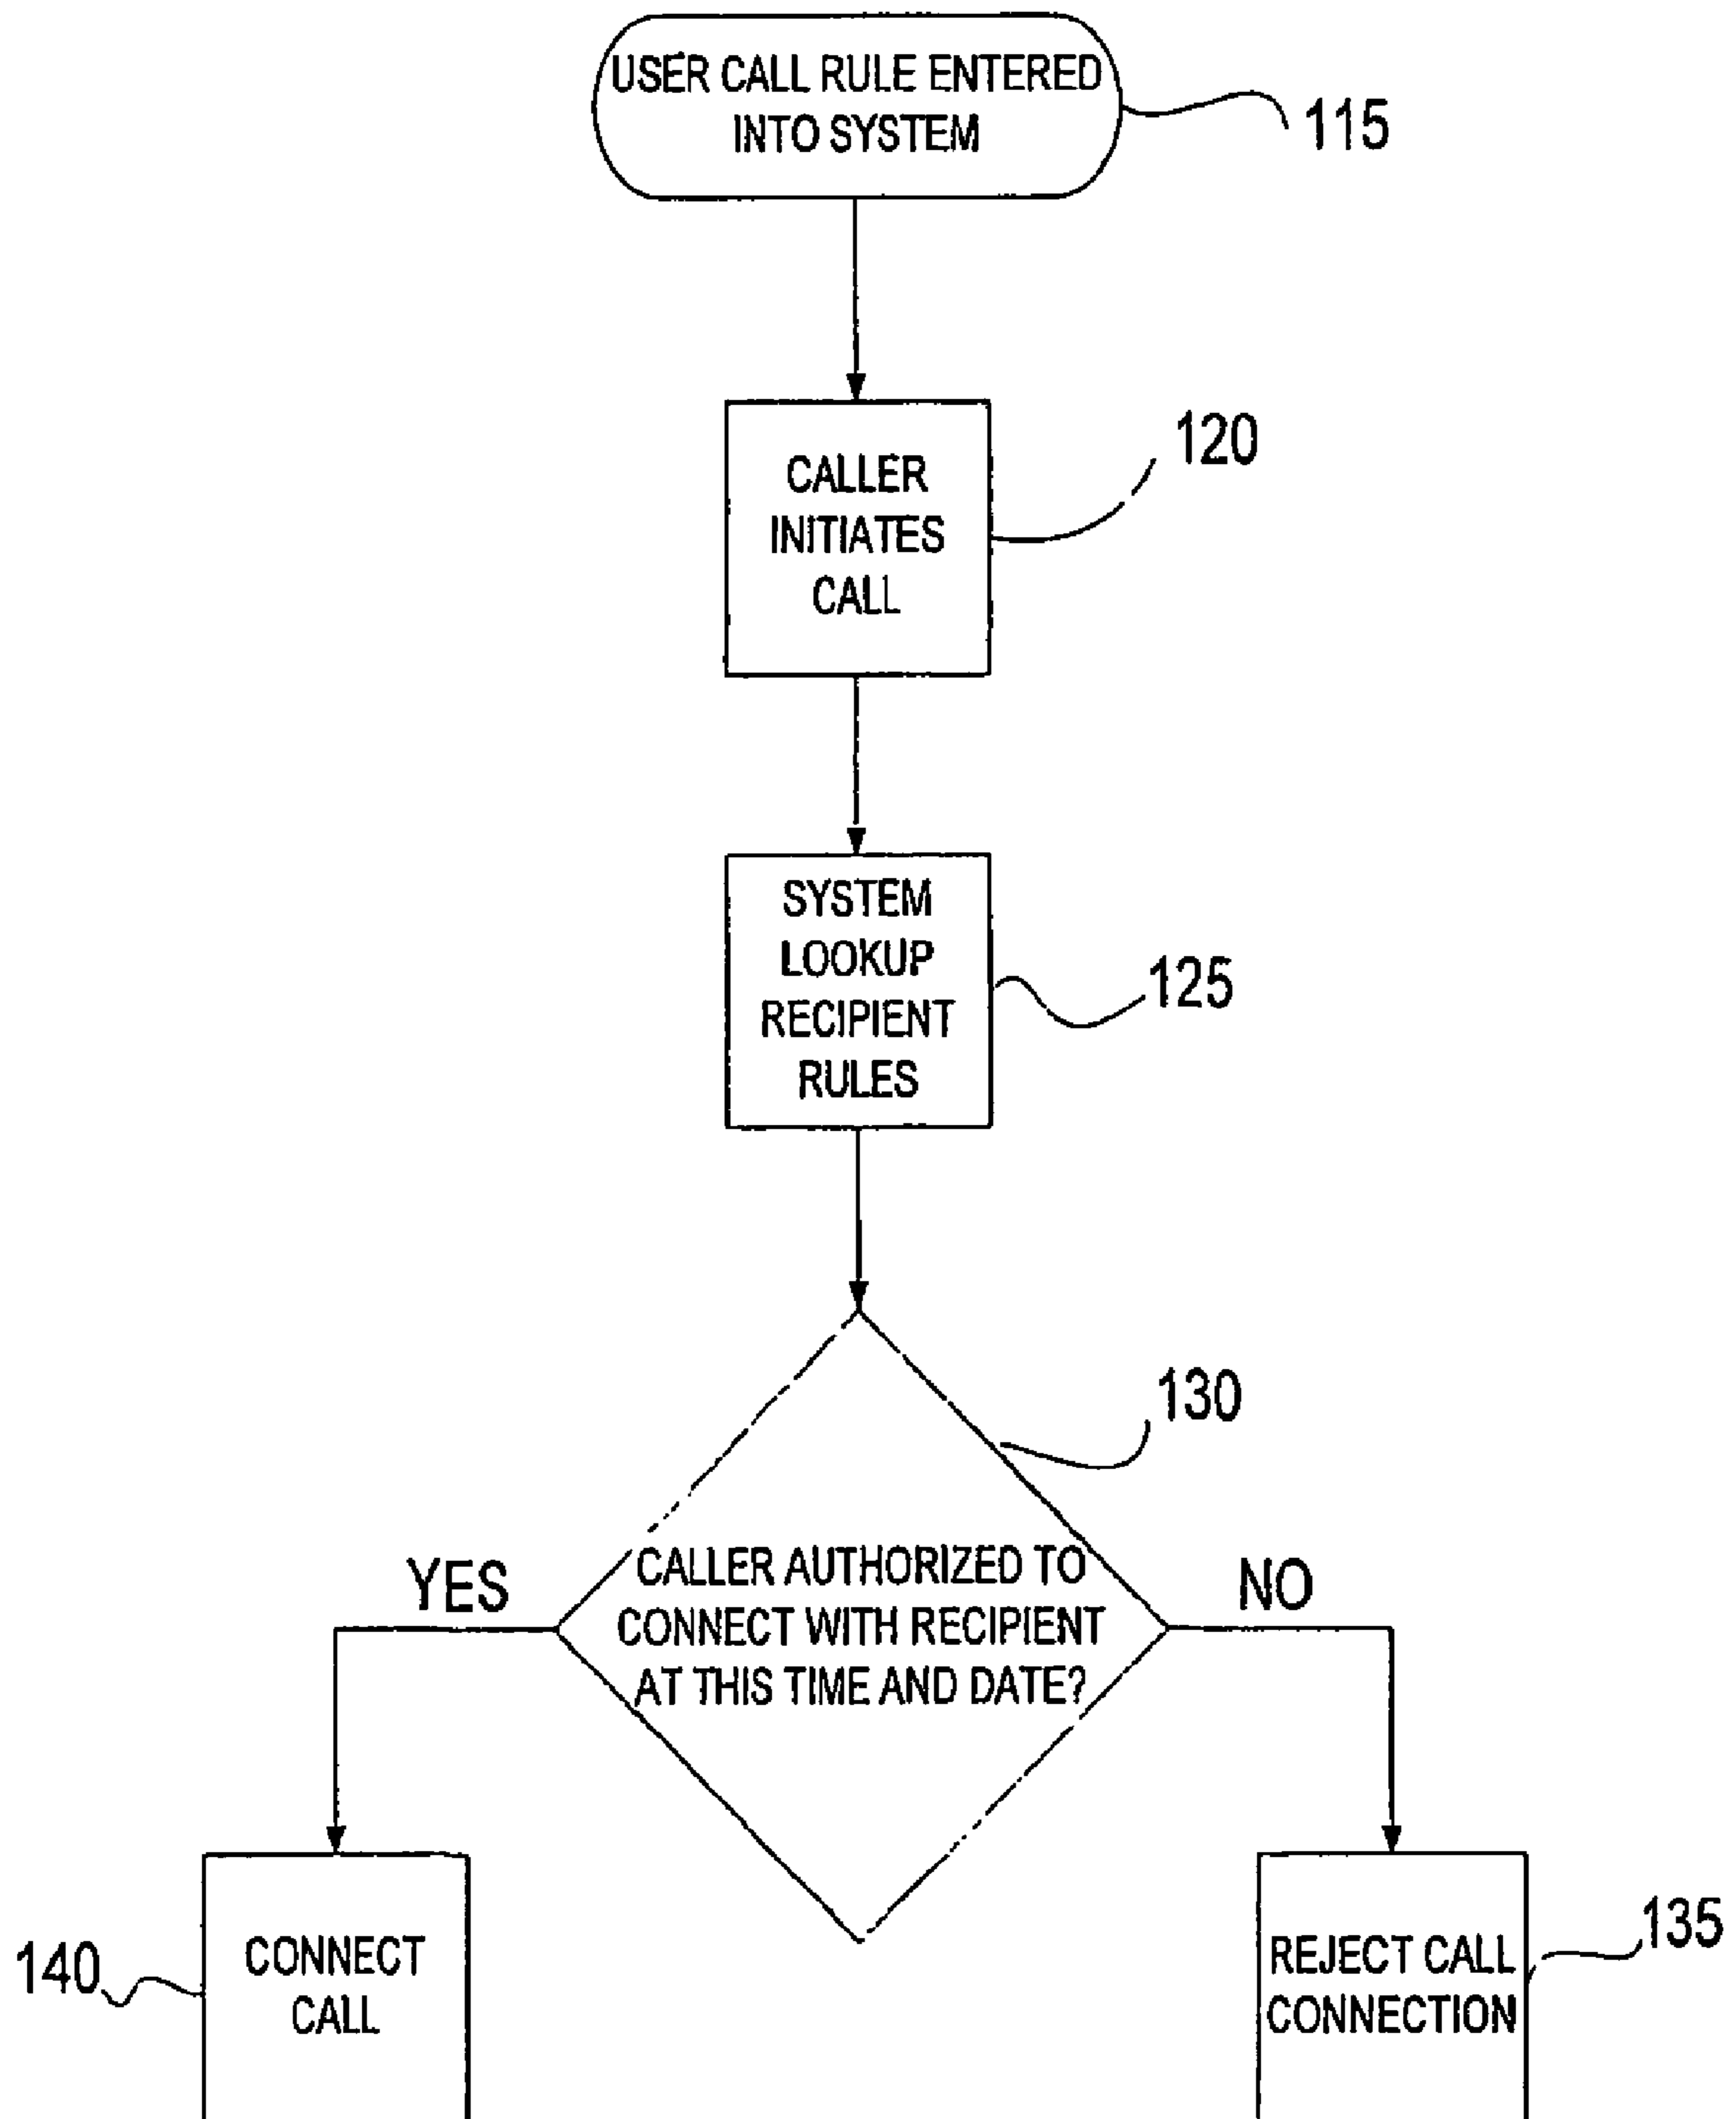 USER CALL RULE ENTERED
INTO SYSTEM
115
CALLER
INITIATES
CALL
120
SYSTEM
LOOKUP
RECIPIENT
RULES
125
130
CALLER AUTHORIZED TO
CONNECT WITH RECIPIENT
AT THIS TIME AND DATE?
YES
NO
140
CONNECT
CALL
REJECT CALL
CONNECTION
135